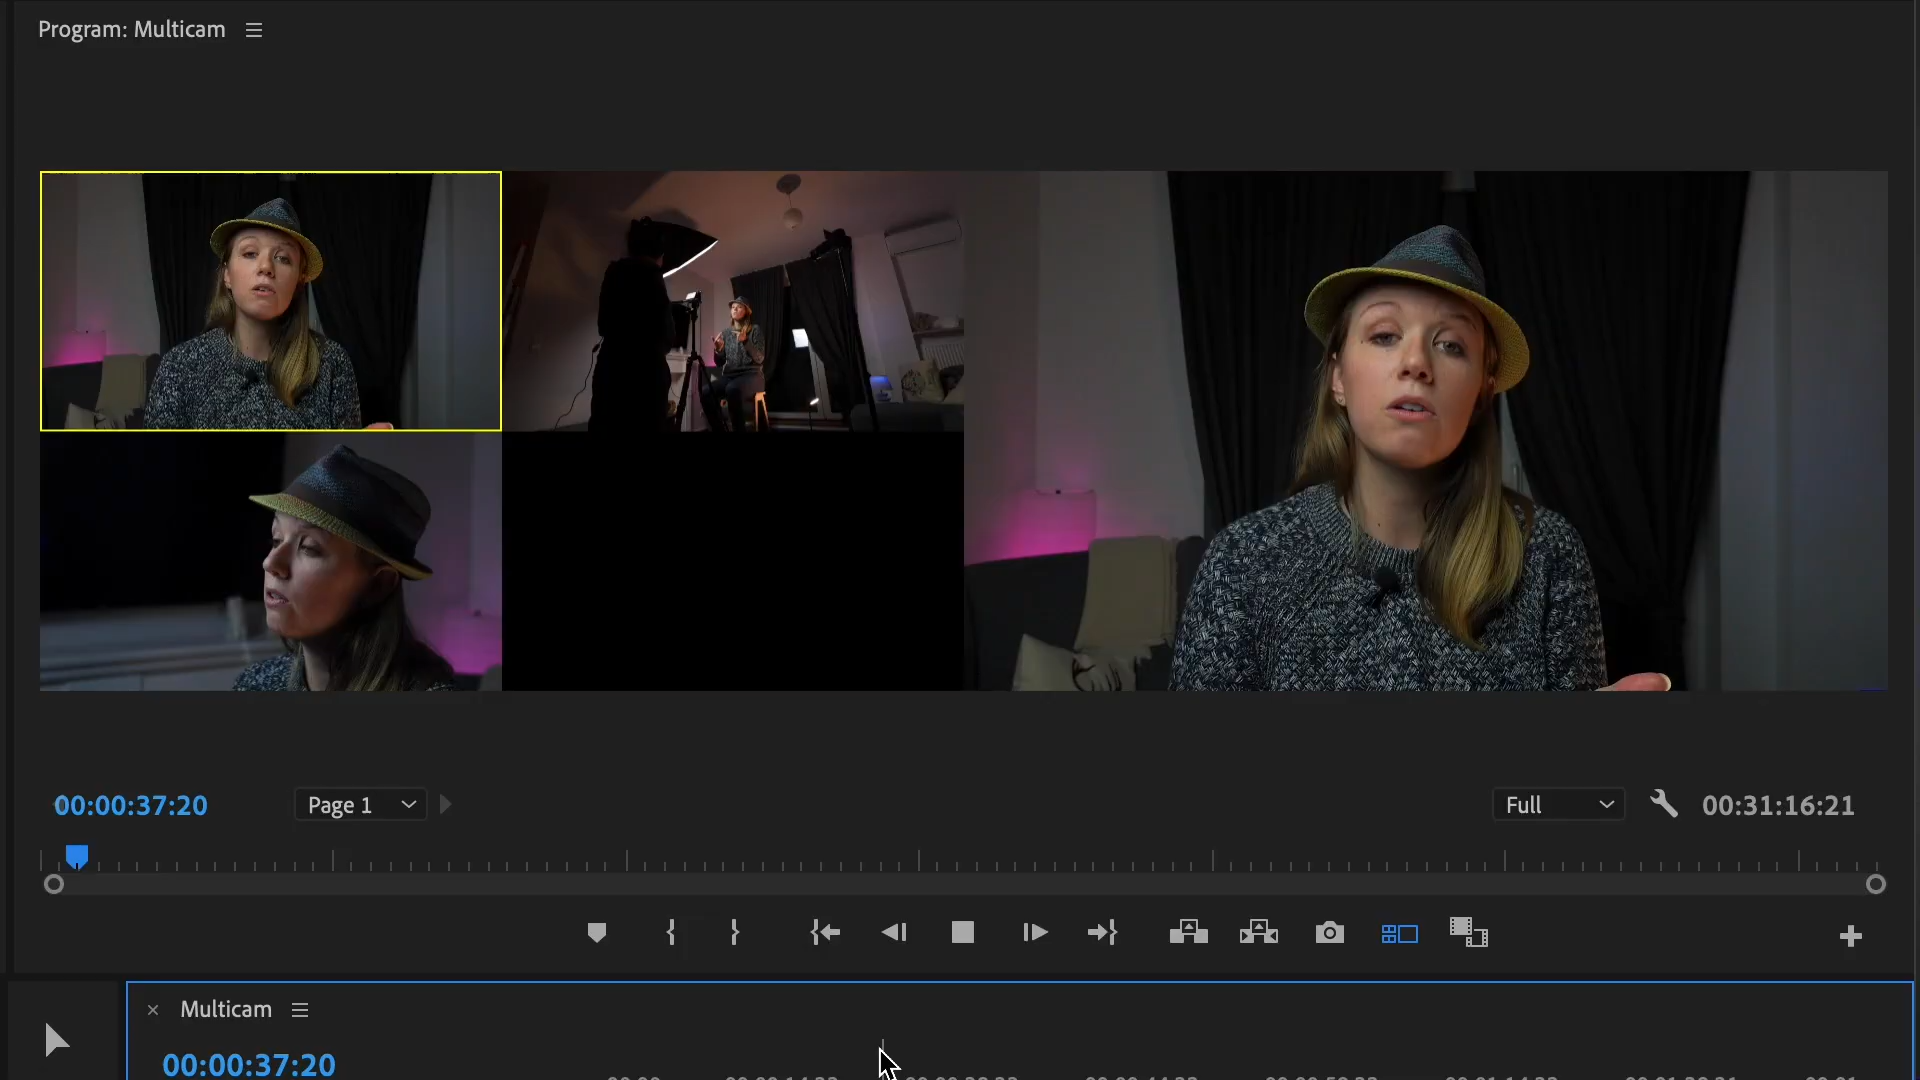 Program: Multicam
00:00:37:20
Page 1
Full
00:31:16:21
Multicam
00:00:37:20